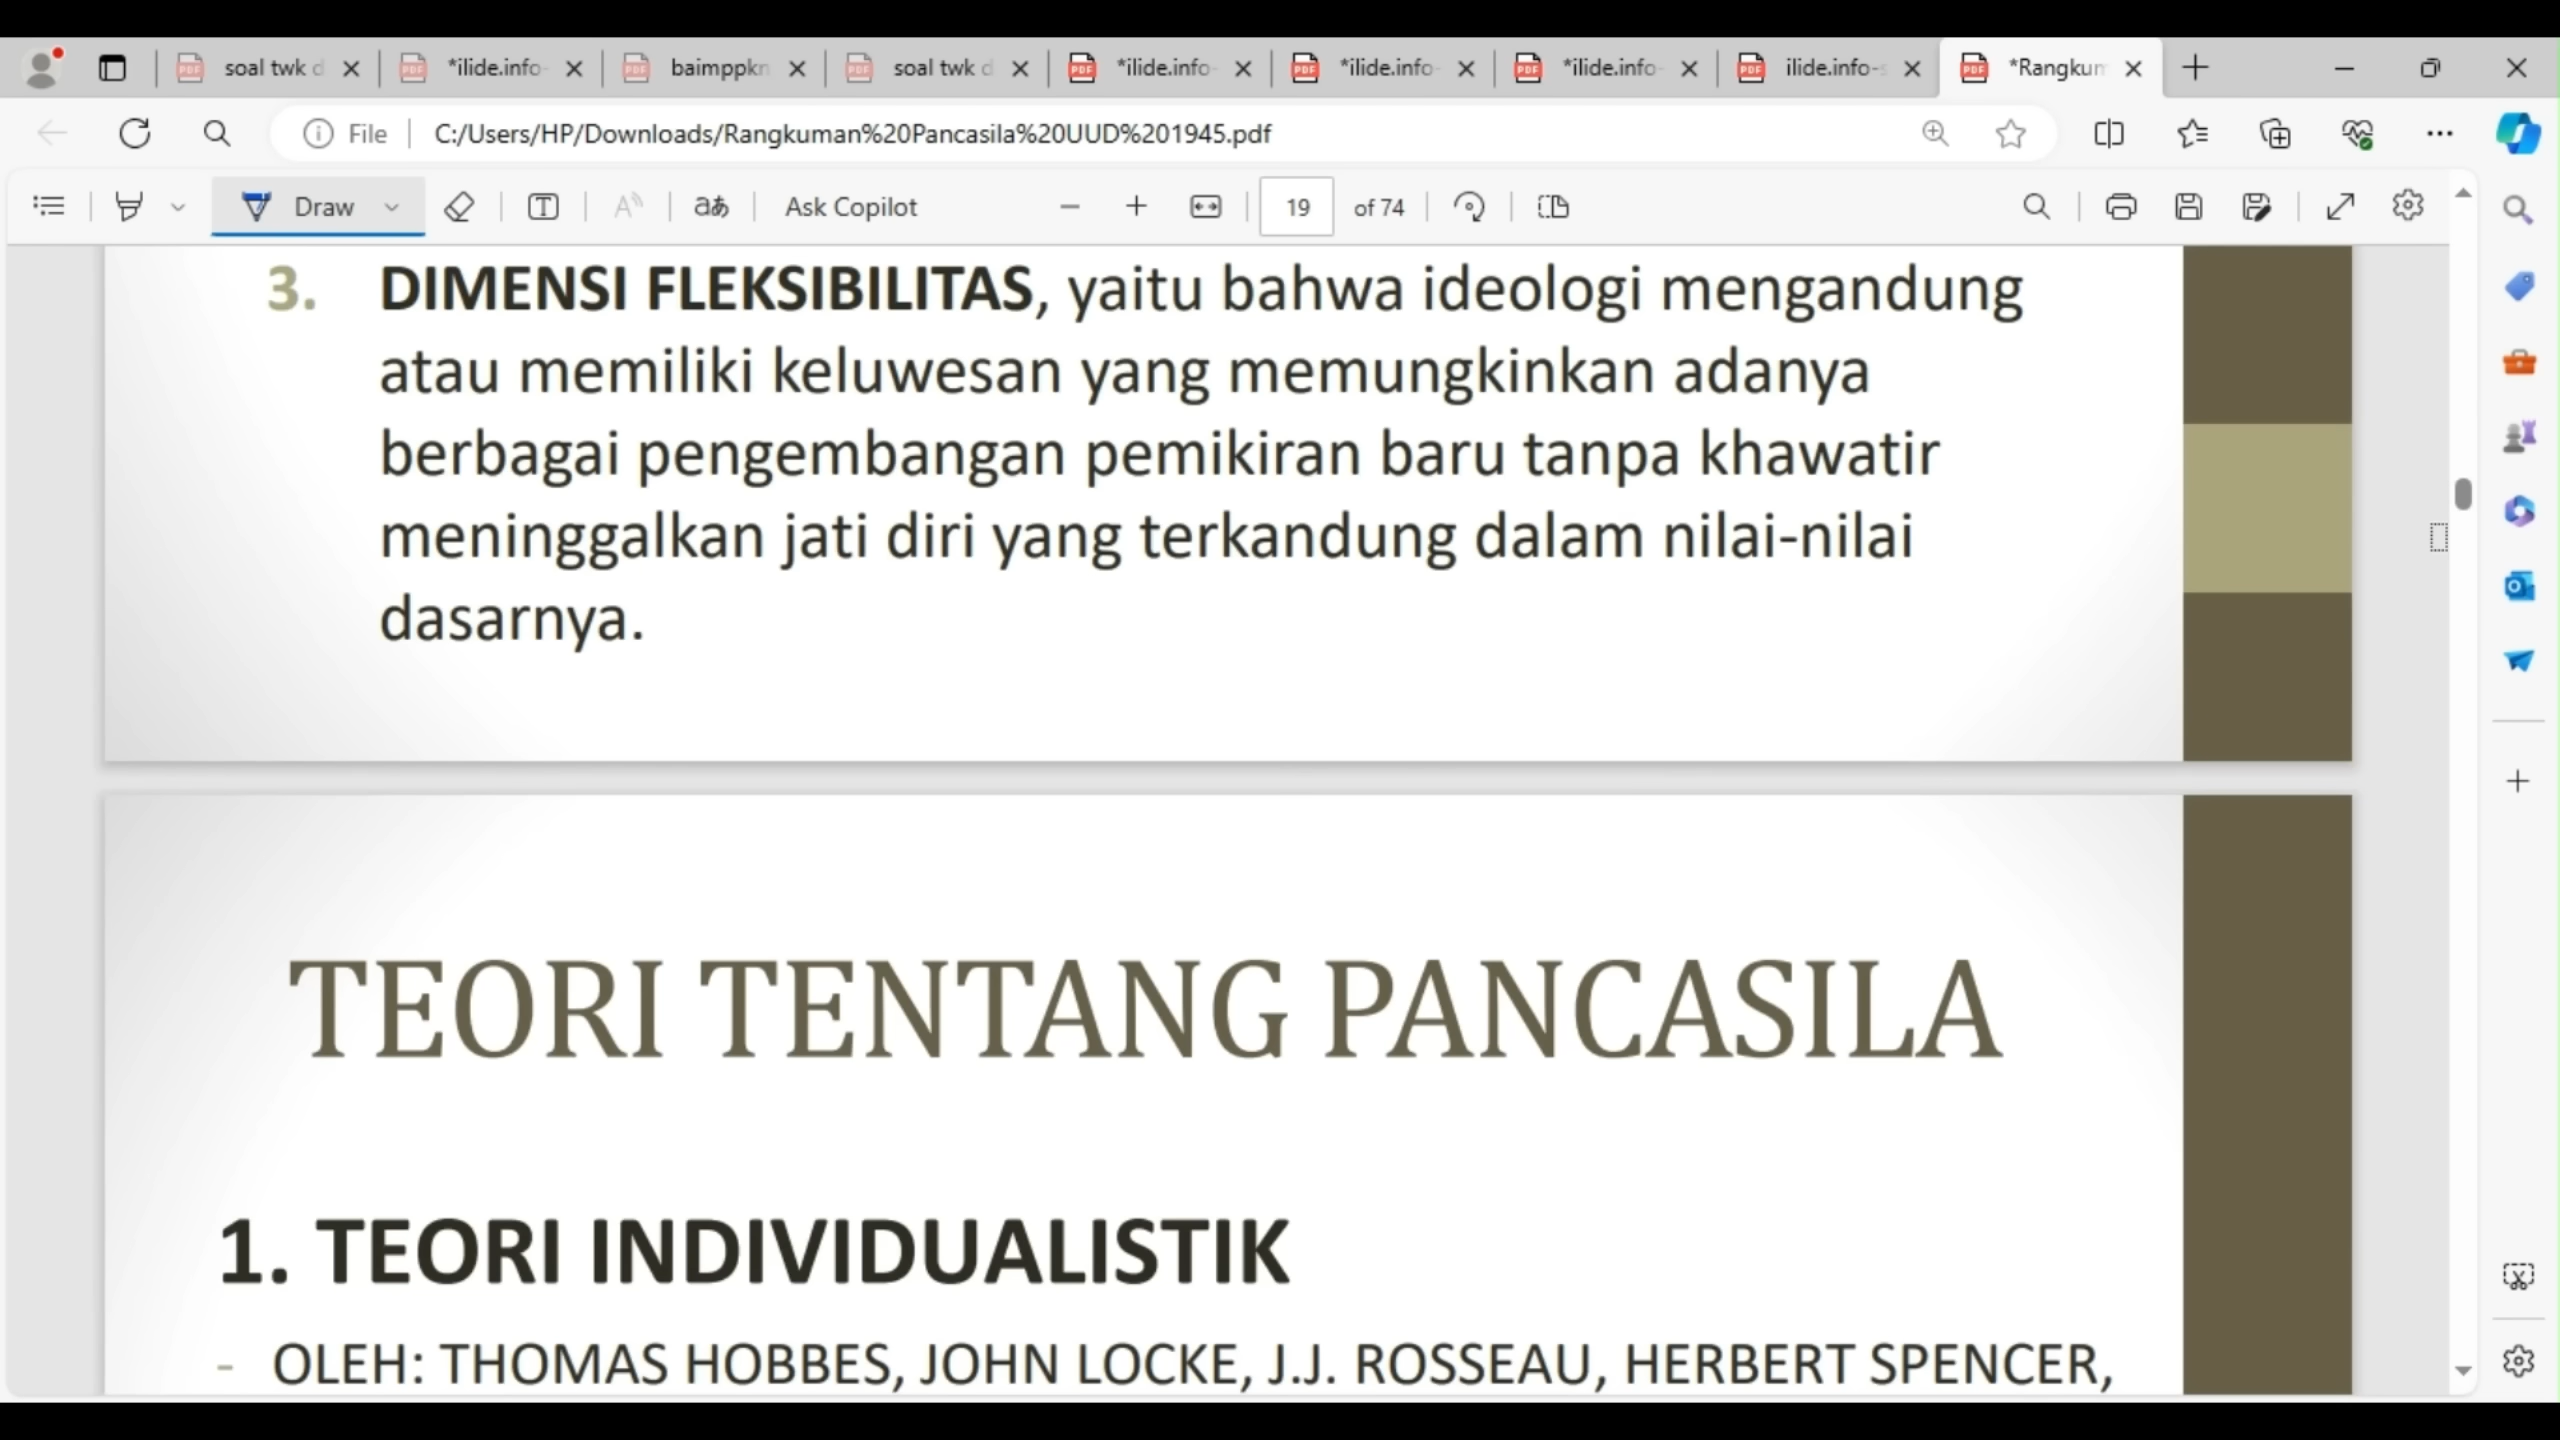 soal twk d
*ilide.info-
baimppkn
soal twk d
*ilide.info-
*ilide.info-
*ilide.info-
ilide.info-s
*Rangkum
File
C:/Users/HP/Downloads/Rangkuman%20Pancasila%20UUD%201945.pdf
Draw
aあ
Ask Copilot
19 of 74
3. DIMENSI FLEKSIBILITAS, yaitu bahwa ideologi mengandung
atau memiliki keluwesan yang memungkinkan adanya
berbagai pengembangan pemikiran baru tanpa khawatir
meninggalkan jati diri yang terkandung dalam nilai-nilai
dasarnya.
TEORI TENTANG PANCASILA
1. TEORI INDIVIDUALISTIK
- OLEH: THOMAS HOBBES, JOHN LOCKE, J.J. ROSSEAU, HERBERT SPENCER,